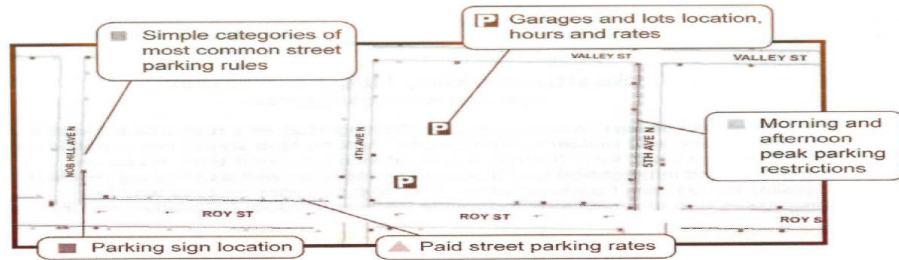 Simple categories of
most common street
parking rules
P Garages and lots location,
hours and rates
VALLEY ST
VALLEY ST
NOB HILL AVE N
4TH AVE N
5TH AVE N
P
P
Morning and
afternoon
peak parking
restrictions
ROY ST
ROY ST
ROY S
Parking sign location
Paid street parking rates